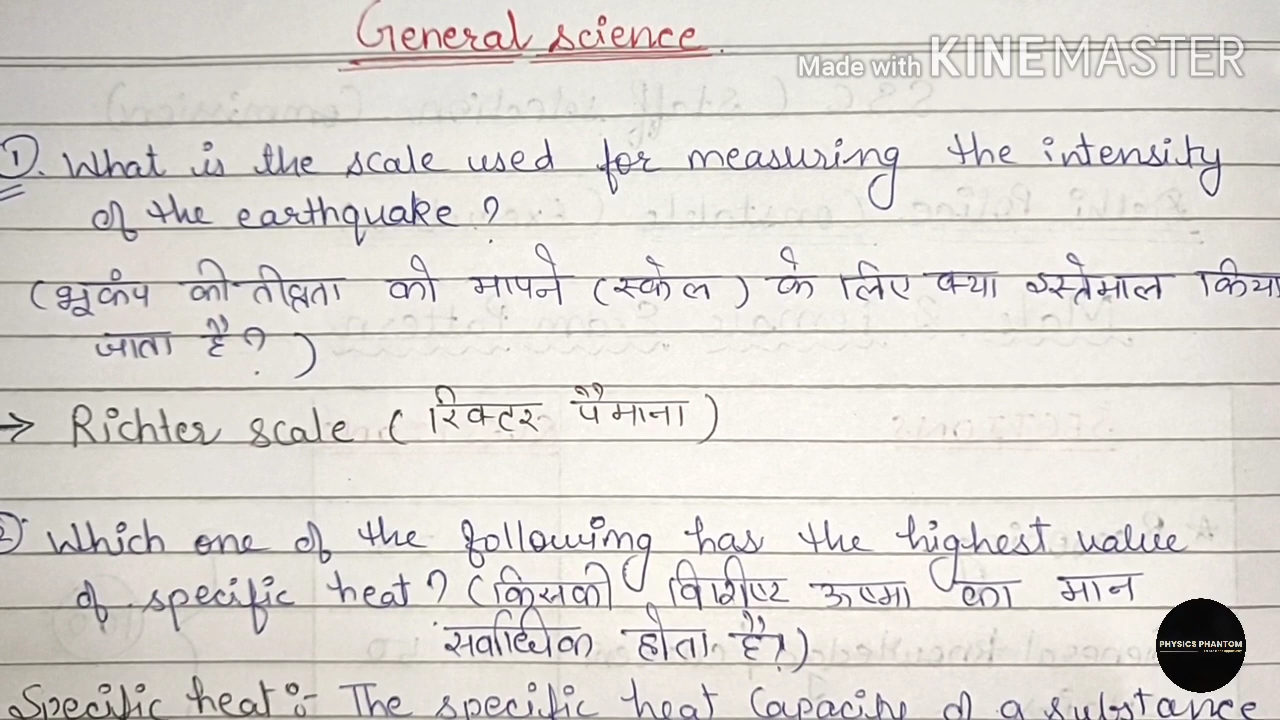 General science
Made with KINEMASTER
①. What is the scale used for measuring the intensity
of the earthquake ?
(भूकंप की तीव्रता को मापने (स्केल) के लिए क्या इस्तेमाल किया
जाता है ? )
→ Richter scale ( रिक्टर पैमाना )
② Which one of the following has the highest value
of specific heat ? (किसकी विशिष्ट ऊष्मा का मान
सर्वाधिक होता है ? )
PHYSICS PHANTOM
Specific heat :- The specific heat capacity of a substance